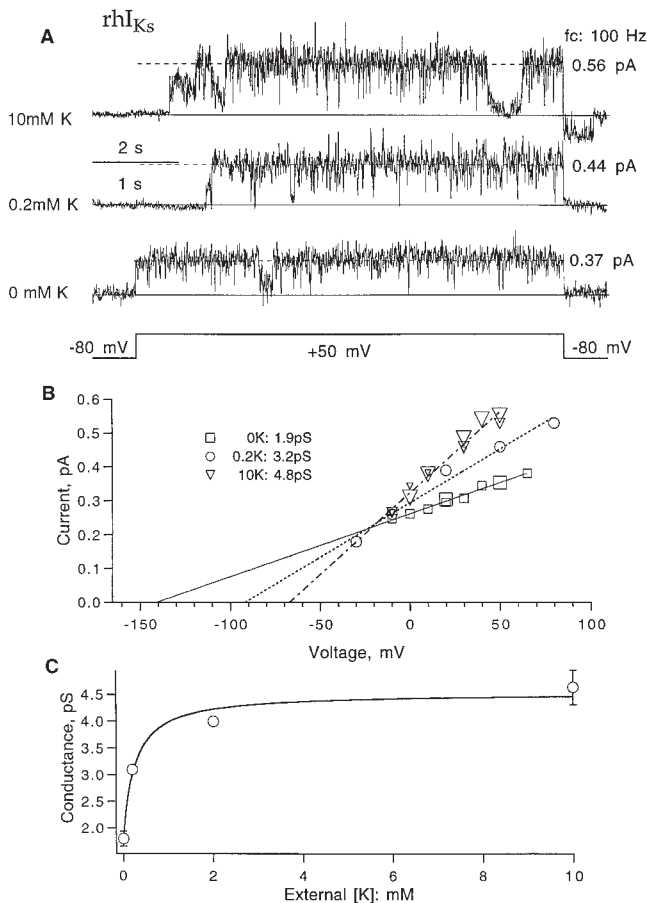 rhIKs
A
fc: 100 Hz
0.56 pA
10mM K
2 s
1 s
0.44 pA
0.2mM K
0.37 pA
0 mM K
-80 mV
+50 mV
-80 mV
B
0.6
0.5
0.4
0.3
0.2
0.1
0.0
Current, pA
0K: 1.9pS
0.2K: 3.2pS
10K: 4.8pS
-150 -100 -50 0 50 100
Voltage, mV
C
4.5
4.0
3.5
3.0
2.5
2.0
Conductance, pS
0 2 4 6 8 10
External [K]: mM